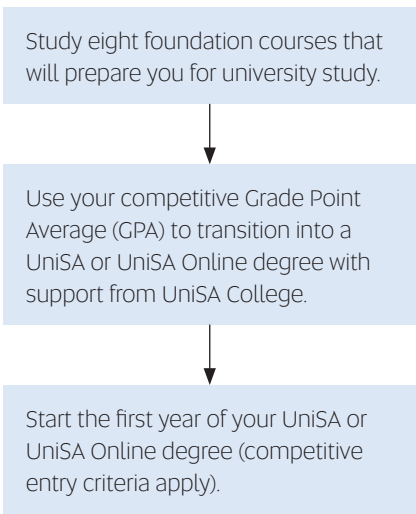 Study eight foundation courses that
will prepare you for university study.
Use your competitive Grade Point
Average (GPA) to transition into a
UniSA or UniSA Online degree with
support from UniSA College.
Start the first year of your UniSA or
UniSA Online degree (competitive
entry criteria apply).